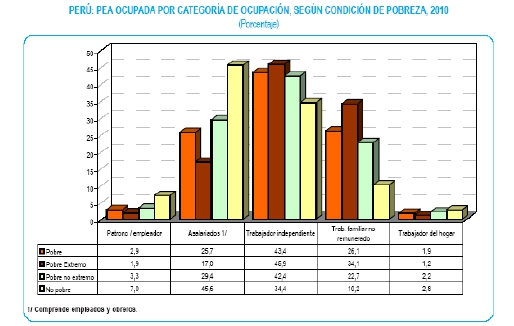 PERÚ: PEA OCUPADA POR CATEGORÍA DE OCUPACIÓN, SEGÚN CONDICIÓN DE POBREZA, 2010
(Porcentaje)
50
45
40
35
30
25
20
15
10
5
0
Patrono / empleador Asalariados 1/ Trabajador independiente Trab. familiar no remunerado Trabajador del hogar
Pobre 2,9 25,7 43,4 26,1 1,9
Pobre Extremo 1,9 17,0 45,9 34,1 1,2
Pobre no extremo 3,3 29,4 42,4 22,7 2,2
No pobre 7,0 45,6 34,4 10,2 2,8
1/ Comprende empleados y obreros.